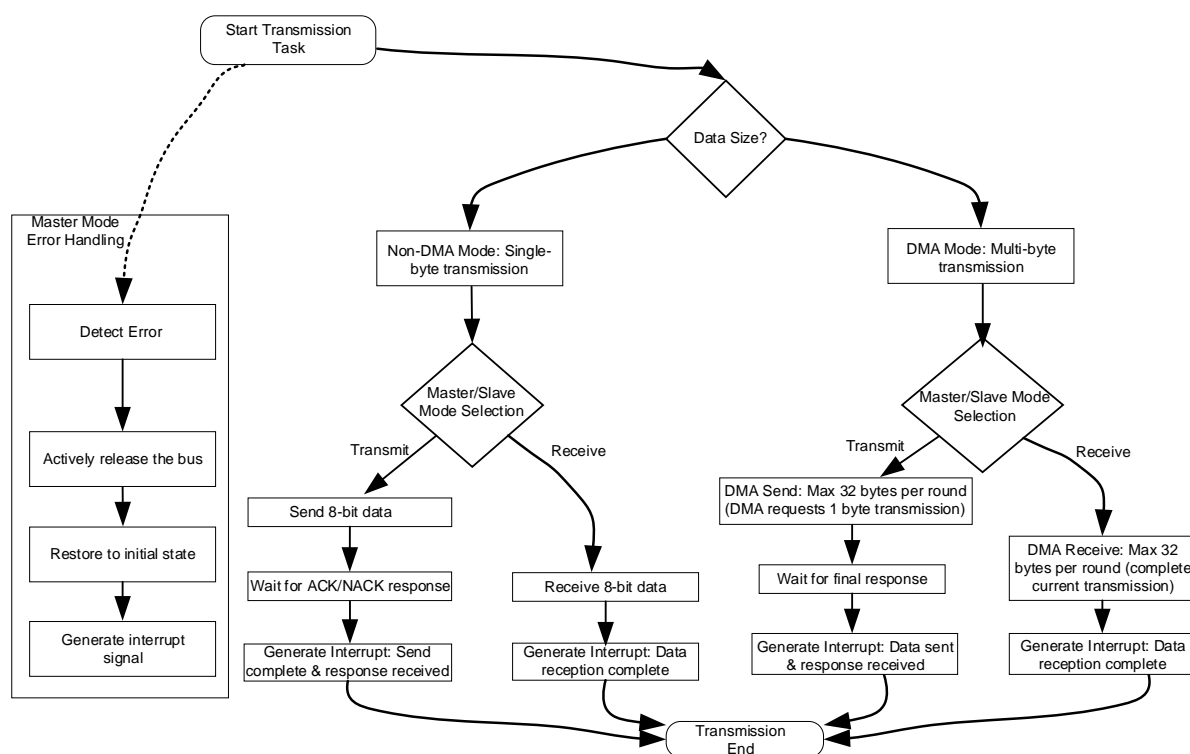 Start Transmission
Task
Data Size?
Master Mode
Error Handling
Non-DMA Mode: Single-
byte transmission
DMA Mode: Multi-byte
transmission
Detect Error
Master/Slave
Mode Selection
Master/Slave Mode
Selection
Transmit
Receive
Transmit
Receive
Actively release the bus
Send 8-bit data
DMA Send: Max 32 bytes per round
(DMA requests 1 byte transmission)
Restore to initial state
Wait for ACK/NACK response
Receive 8-bit data
Wait for final response
DMA Receive: Max 32
bytes per round (complete
current transmission)
Generate interrupt
signal
Generate Interrupt: Send
complete & response received
Generate Interrupt: Data
reception complete
Generate Interrupt: Data sent
& response received
Generate Interrupt: Data
reception complete
Transmission
End